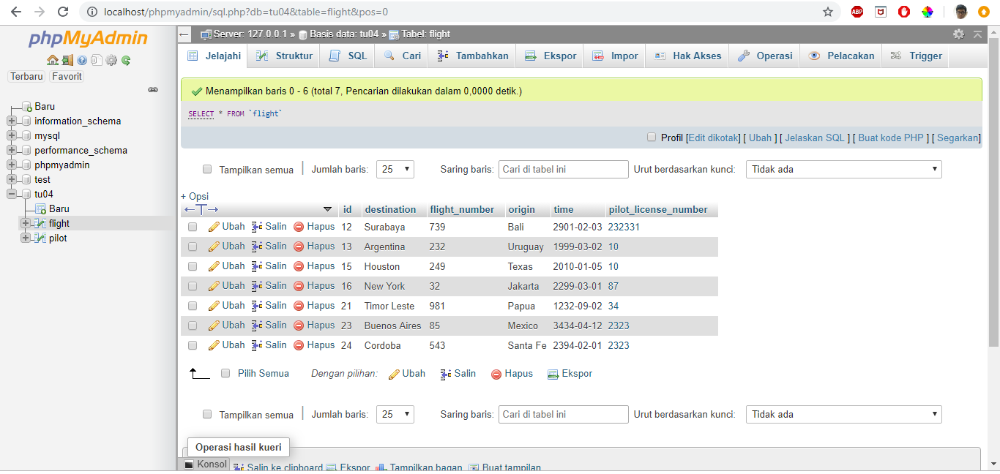 localhost/phpmyadmin/sql.php?db=tu04&table=flight&pos=0
ABP
phpMyAdmin
Terbaru Favorit
Baru
information_schema
mysql
performance_schema
phpmyadmin
test
tu04
Baru
flight
pilot
Server: 127.0.0.1 » Basis data: tu04 » Tabel: flight
Jelajahi Struktur SQL Cari Tambahkan Ekspor Impor Hak Akses Operasi Pelacakan Trigger
Menampilkan baris 0 - 6 (total 7, Pencarian dilakukan dalam 0,0000 detik.)
SELECT * FROM `flight`
Profil [Edit dikotak] [ Ubah ] [ Jelaskan SQL ] [ Buat kode PHP ] [ Segarkan]
Tampilkan semua Jumlah baris: 25 Saring baris: Cari di tabel ini Urut berdasarkan kunci: Tidak ada
+ Opsi
←T→ id destination flight_number origin time pilot_license_number
Ubah Salin Hapus 12 Surabaya 739 Bali 2901-02-03 232331
Ubah Salin Hapus 13 Argentina 232 Uruguay 1999-03-02 10
Ubah Salin Hapus 15 Houston 249 Texas 2010-01-05 10
Ubah Salin Hapus 16 New York 32 Jakarta 2299-03-01 87
Ubah Salin Hapus 21 Timor Leste 981 Papua 1232-09-02 34
Ubah Salin Hapus 23 Buenos Aires 85 Mexico 3434-04-12 2323
Ubah Salin Hapus 24 Cordoba 543 Santa Fe 2394-02-01 2323
Pilih Semua Dengan pilihan: Ubah Salin Hapus Ekspor
Tampilkan semua Jumlah baris: 25 Saring baris: Cari di tabel ini Urut berdasarkan kunci: Tidak ada
Operasi hasil kueri
Konsol Salin ke clipboard Ekspor Tampilkan bagan Buat tampilan